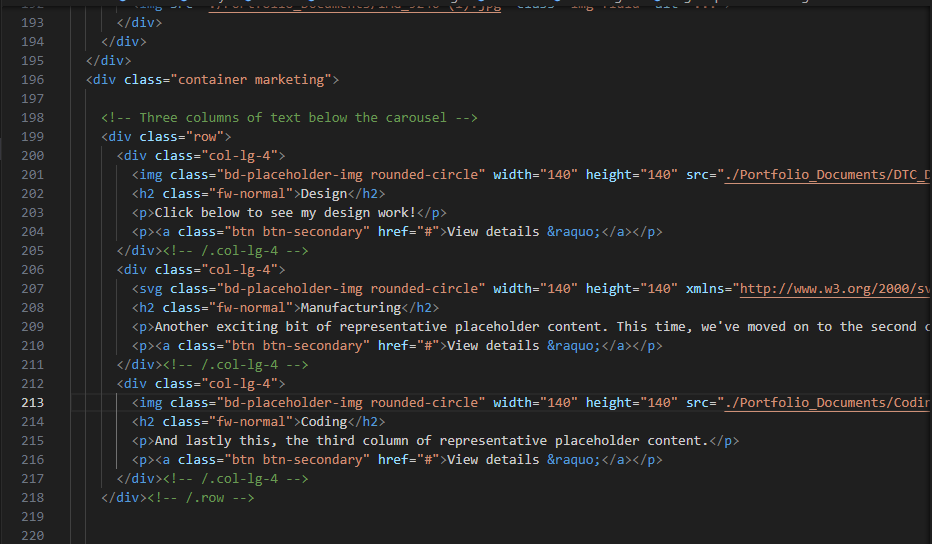 193 </div>
194 </div>
195 </div>
196 <div class="container marketing">
197
198 <!-- Three columns of text below the carousel -->
199 <div class="row">
200 <div class="col-lg-4">
201 <img class="bd-placeholder-img rounded-circle" width="140" height="140" src="./Portfolio_Documents/DTC_D
202 <h2 class="fw-normal">Design</h2>
203 <p>Click below to see my design work!</p>
204 <p><a class="btn btn-secondary" href="#">View details &raquo;</a></p>
205 </div><!-- /.col-lg-4 -->
206 <div class="col-lg-4">
207 <svg class="bd-placeholder-img rounded-circle" width="140" height="140" xmlns="http://www.w3.org/2000/sv
208 <h2 class="fw-normal">Manufacturing</h2>
209 <p>Another exciting bit of representative placeholder content. This time, we've moved on to the second c
210 <p><a class="btn btn-secondary" href="#">View details &raquo;</a></p>
211 </div><!-- /.col-lg-4 -->
212 <div class="col-lg-4">
213 <img class="bd-placeholder-img rounded-circle" width="140" height="140" src="./Portfolio_Documents/Codin
214 <h2 class="fw-normal">Coding</h2>
215 <p>And lastly this, the third column of representative placeholder content.</p>
216 <p><a class="btn btn-secondary" href="#">View details &raquo;</a></p>
217 </div><!-- /.col-lg-4 -->
218 </div><!-- /.row -->
219
220